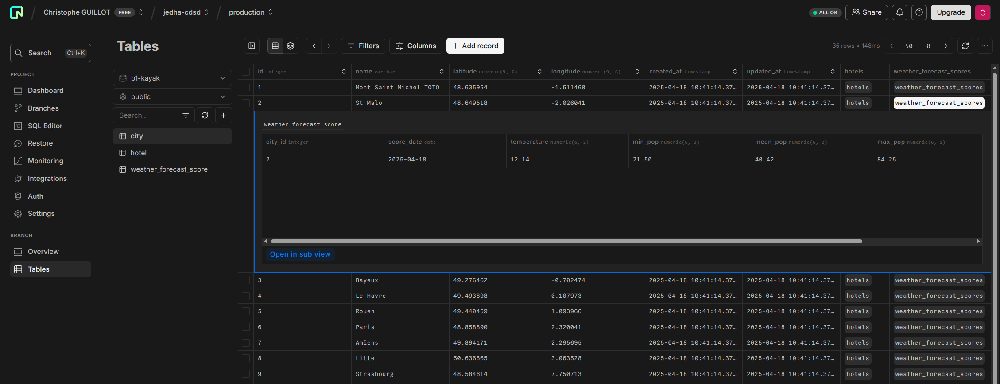 Christophe GUILLOT FREE / jedha-cdsd / production
ALL OK Share Upgrade C
Search Ctrl+K
PROJECT
Dashboard
Branches
SQL Editor
Restore
Monitoring
Integrations
Auth
Settings
BRANCH
Overview
Tables
Tables
b1-kayak
public
Search...
city
hotel
weather_forecast_score
Filters Columns + Add record 35 rows • 148ms 50 0
id integer name varchar latitude numeric(9, 6) longitude numeric(9, 6) created_at timestamp updated_at timestamp hotels weather_forecast_scores
1 Mont Saint Michel TOTO 48.635954 -1.511460 2025-04-18 10:41:14.37… 2025-04-18 10:41:14.37… hotels weather_forecast_scores
2 St Malo 48.649518 -2.026041 2025-04-18 10:41:14.37… 2025-04-18 10:41:14.37… hotels weather_forecast_scores
weather_forecast_score
city_id integer score_date date temperature numeric(6, 2) min_pop numeric(6, 2) mean_pop numeric(6, 2) max_pop numeric(6, 2)
2 2025-04-18 12.14 21.50 40.42 84.25
Open in sub view
3 Bayeux 49.276462 -0.702474 2025-04-18 10:41:14.37… 2025-04-18 10:41:14.37… hotels weather_forecast_scores
4 Le Havre 49.493898 0.107973 2025-04-18 10:41:14.37… 2025-04-18 10:41:14.37… hotels weather_forecast_scores
5 Rouen 49.440459 1.093966 2025-04-18 10:41:14.37… 2025-04-18 10:41:14.37… hotels weather_forecast_scores
6 Paris 48.858890 2.320041 2025-04-18 10:41:14.37… 2025-04-18 10:41:14.37… hotels weather_forecast_scores
7 Amiens 49.894171 2.295695 2025-04-18 10:41:14.37… 2025-04-18 10:41:14.37… hotels weather_forecast_scores
8 Lille 50.636565 3.063528 2025-04-18 10:41:14.37… 2025-04-18 10:41:14.37… hotels weather_forecast_scores
9 Strasbourg 48.584614 7.750713 2025-04-18 10:41:14.37… 2025-04-18 10:41:14.37… hotels weather_forecast_scores